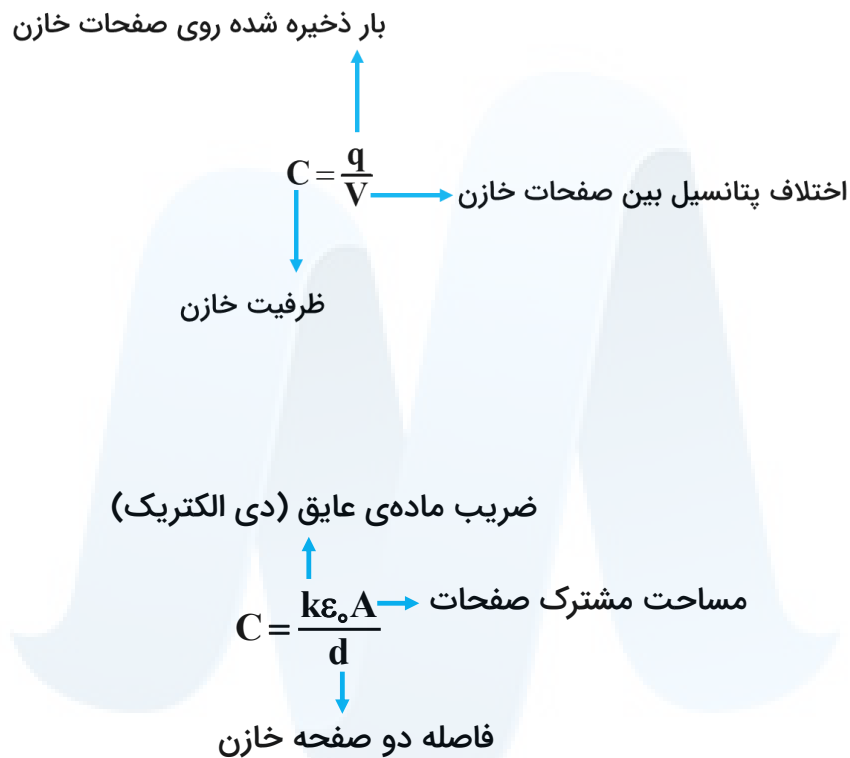 بار ذخیره شده روی صفحات خازن
C = q/V
اختلاف پتانسیل بین صفحات خازن
ظرفیت خازن
ضریب ماده‌ی عایق (دی الکتریک)
C = kε₀A/d
مساحت مشترک صفحات
فاصله دو صفحه خازن